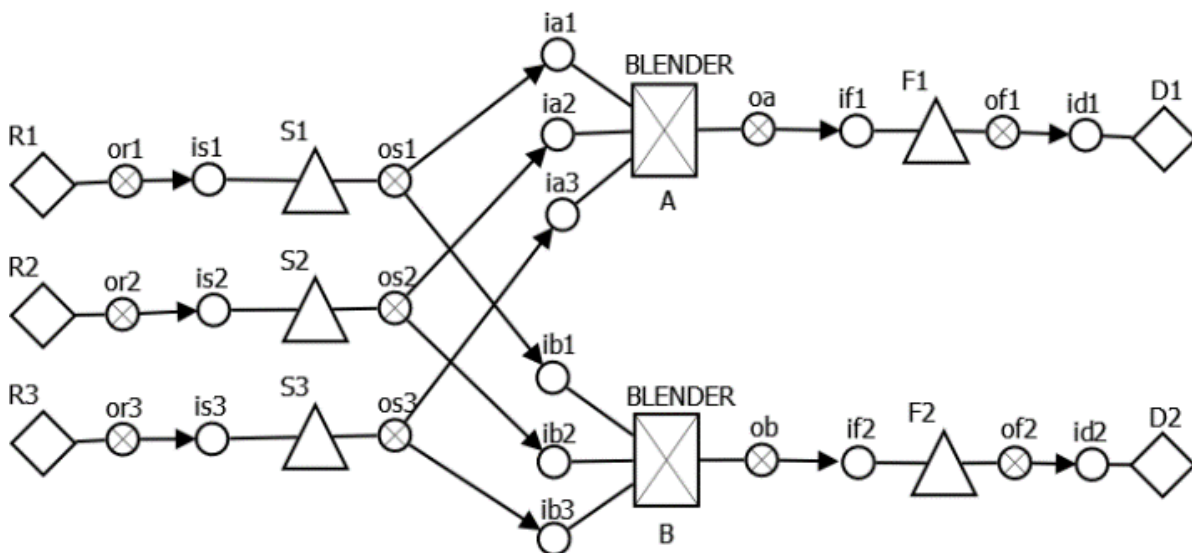 ia1
BLENDER
F1
D1
ia2
oa
if1
of1
id1
R1
or1
is1
S1
os1
ia3
A
R2
or2
is2
S2
os2
ib1
R3
or3
is3
S3
os3
BLENDER
ib2
ob
if2
F2
of2
id2
D2
ib3
B